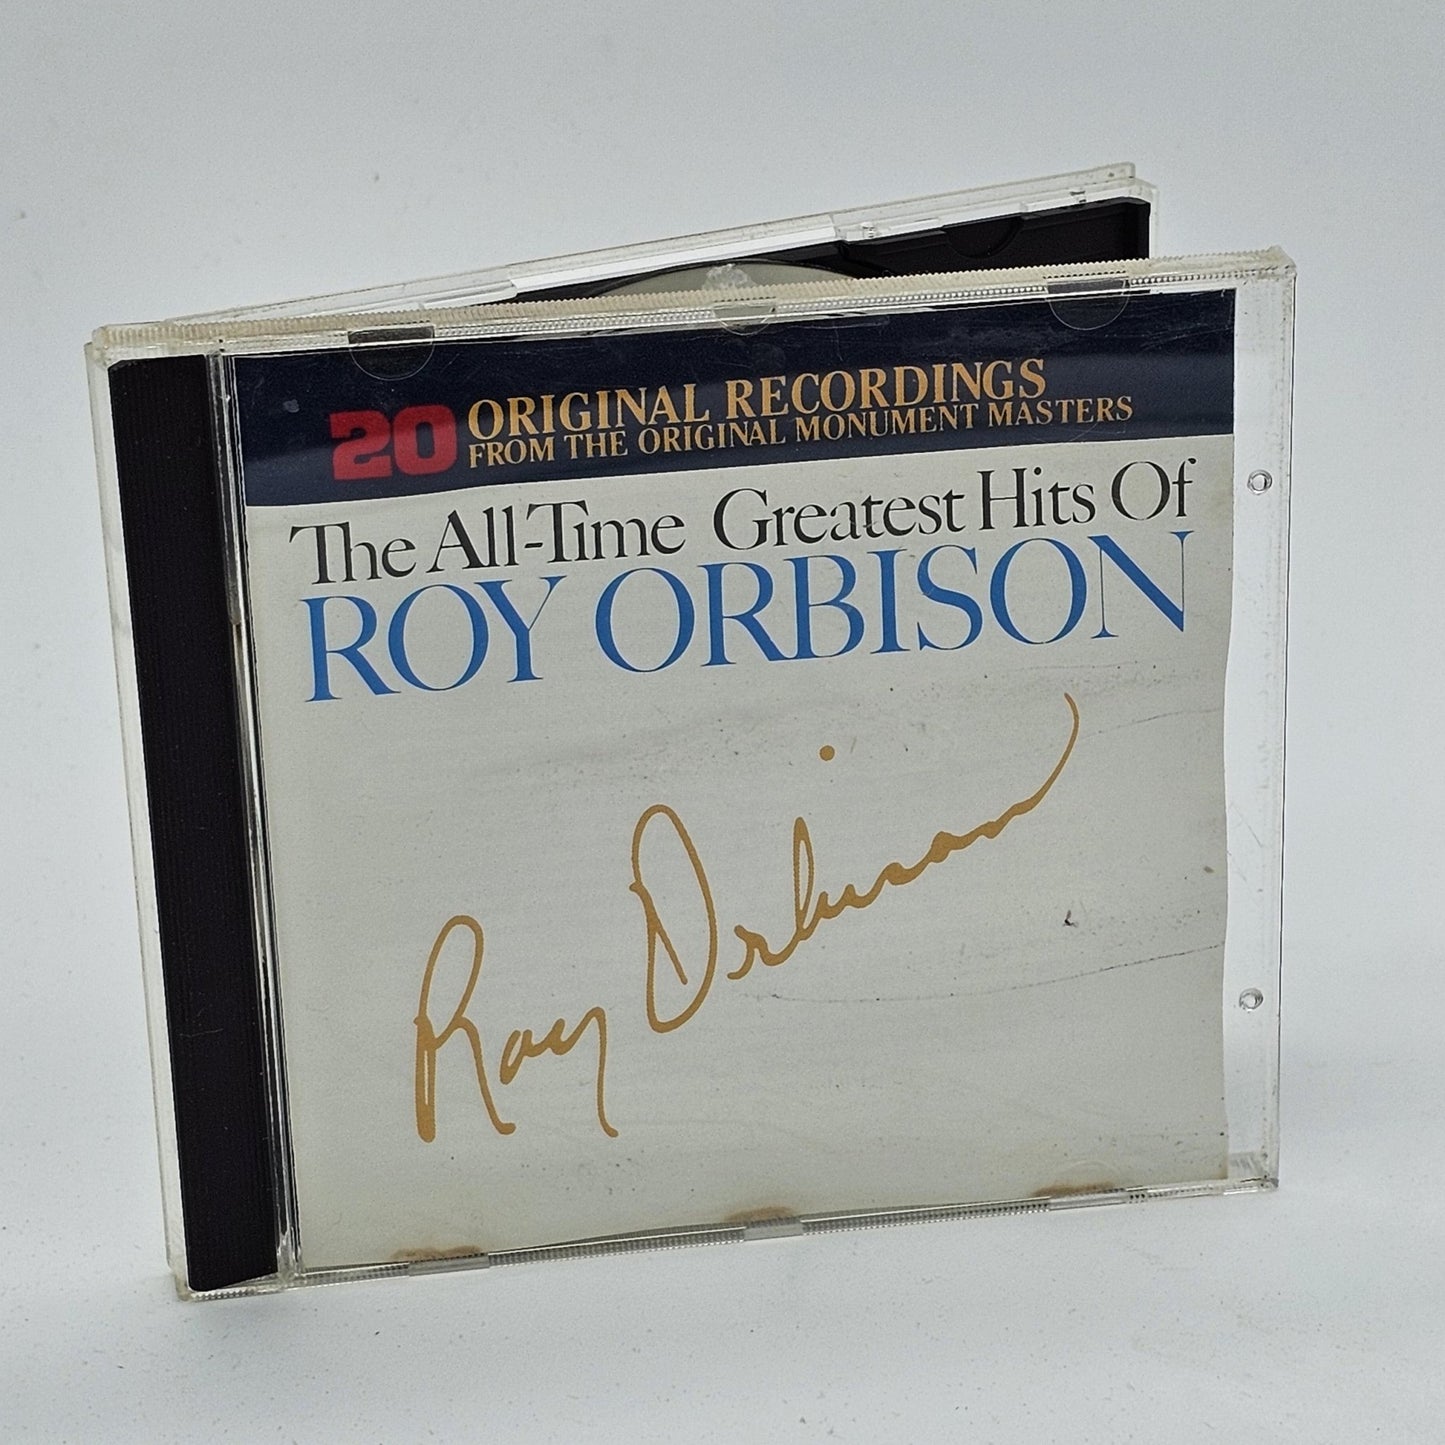 20 ORIGINAL RECORDINGS
FROM THE ORIGINAL MONUMENT MASTERS
The All-Time Greatest Hits Of
ROY ORBISON
Roy Orbison